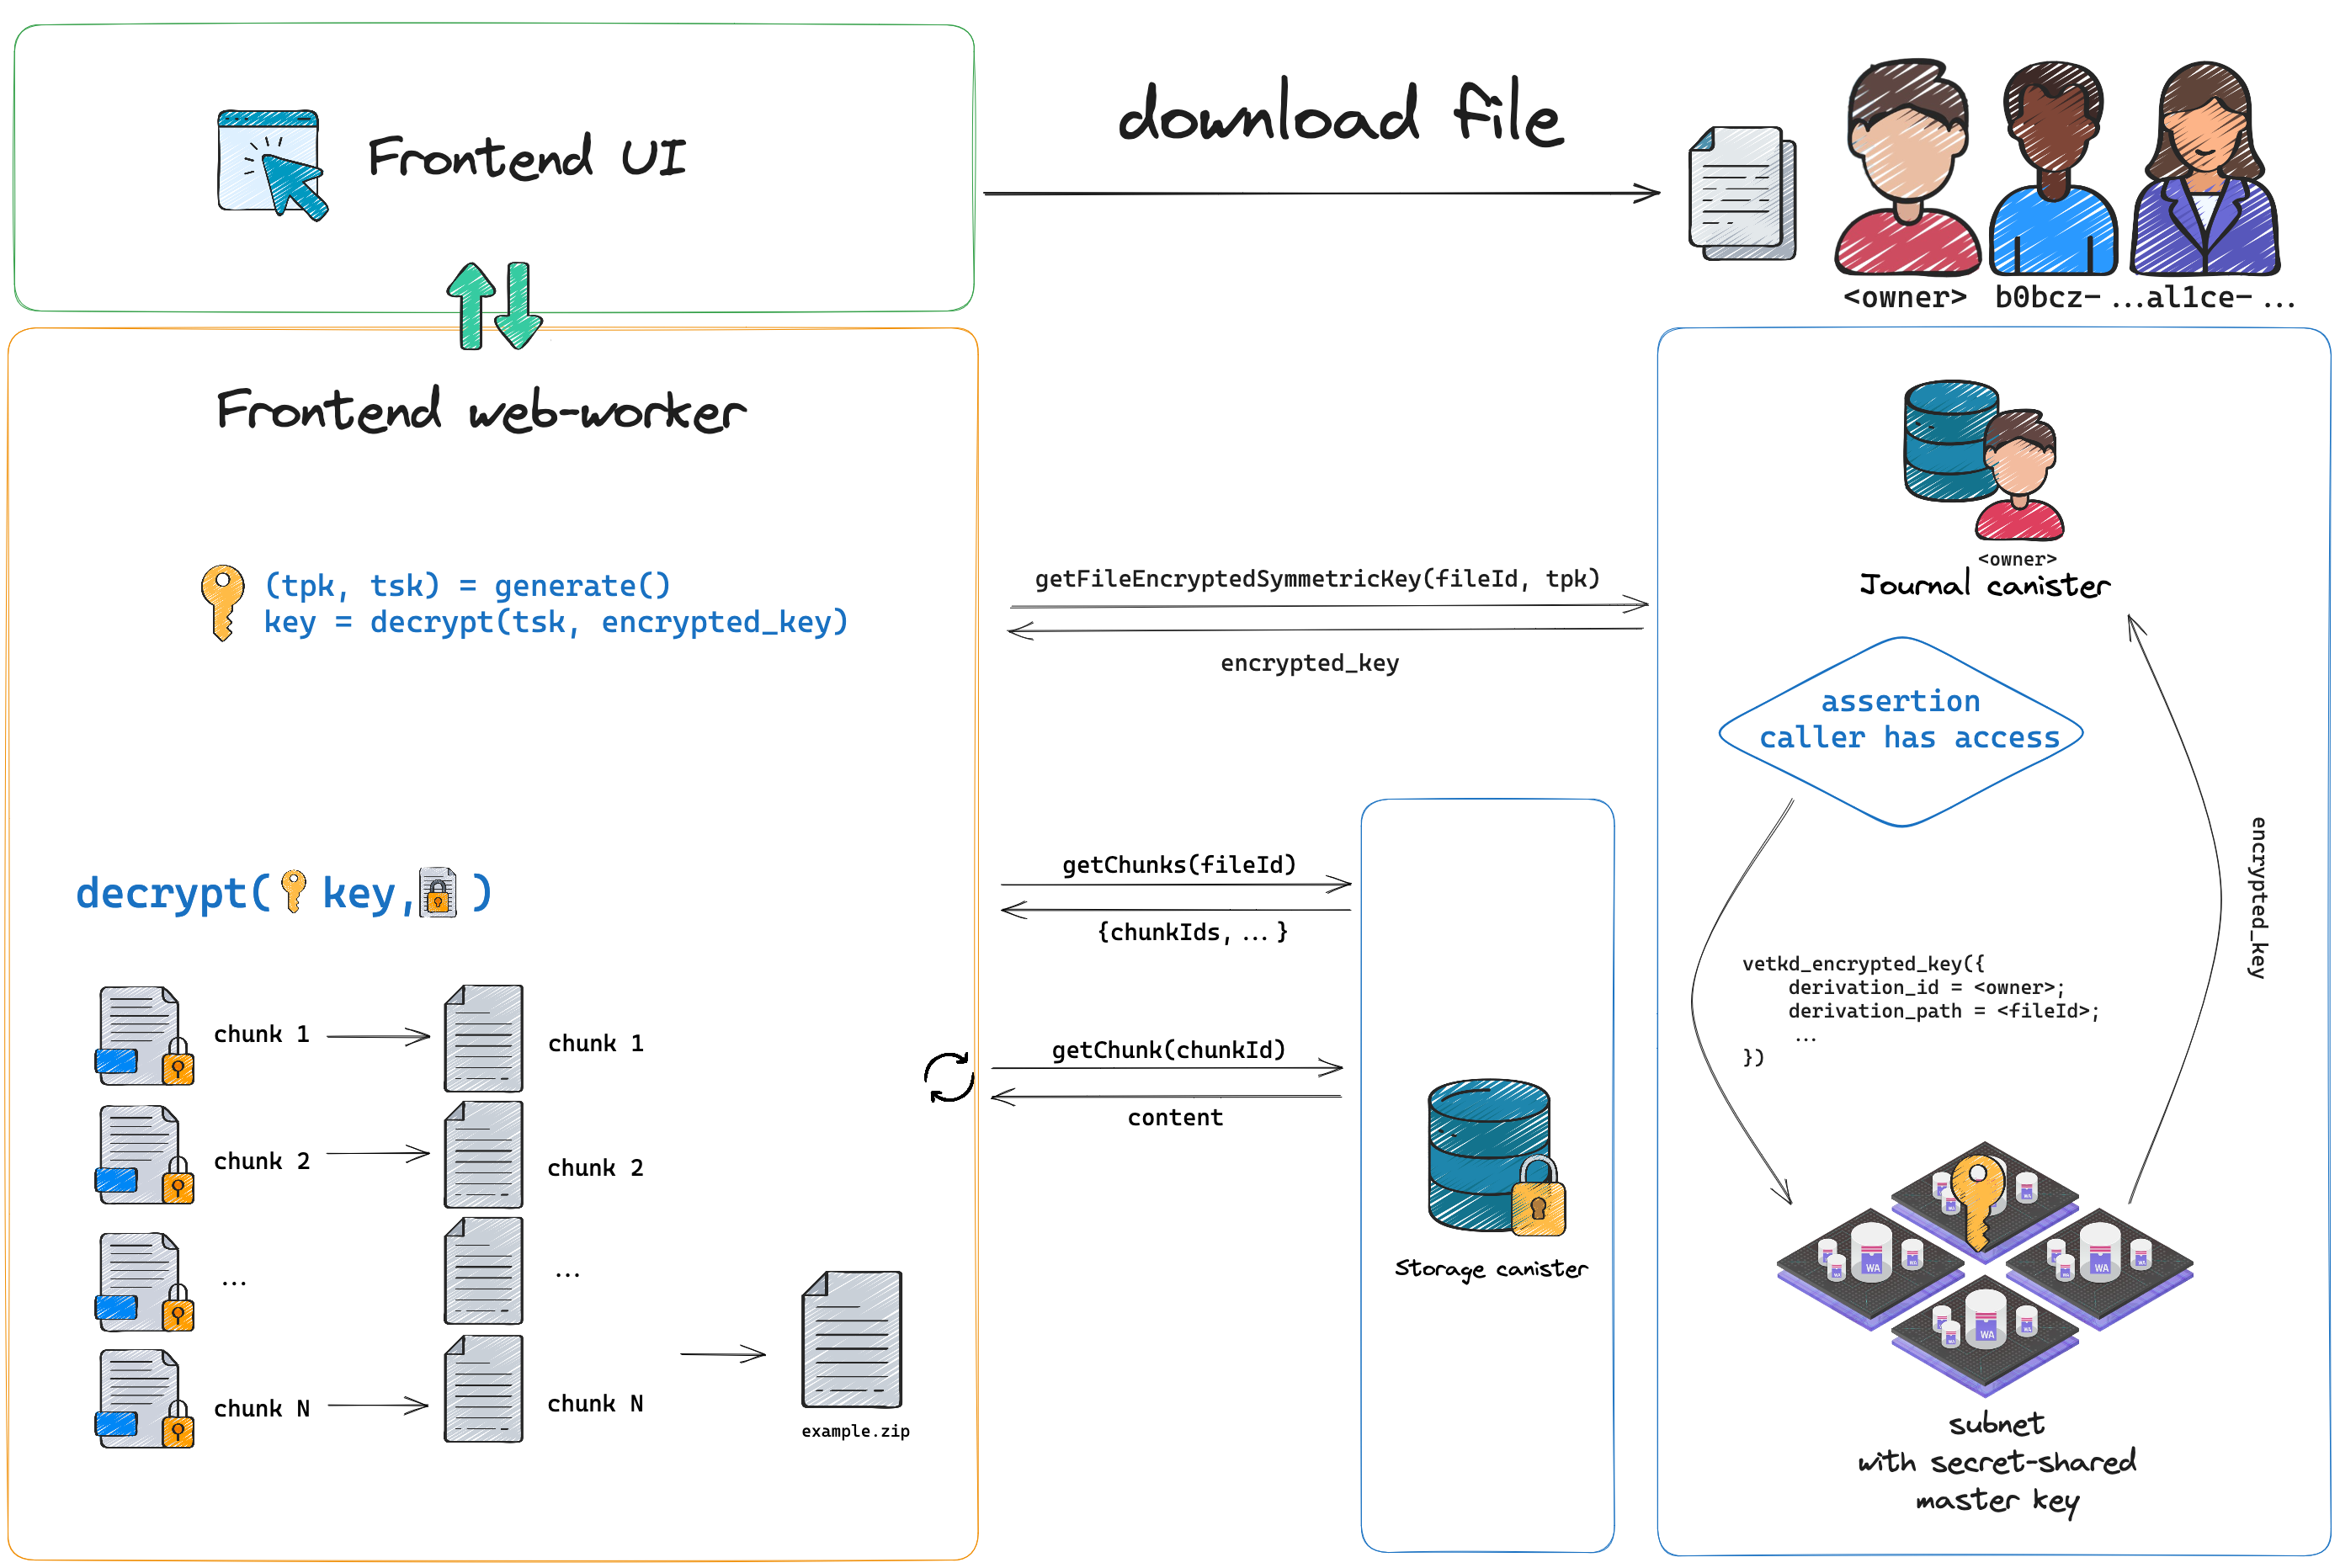 Frontend UI
download file
<owner>
b0bcz- ...
al1ce- ...
Frontend web-worker
(tpk, tsk) = generate()
key = decrypt(tsk, encrypted_key)
getFileEncryptedSymmetricKey(fileId, tpk)
encrypted_key
<owner>
Journal canister
assertion
caller has access
encrypted_key
vetkd_encrypted_key({
derivation_id = <owner>;
derivation_path = <fileId>;
...
})
decrypt( key, )
getChunks(fileId)
{chunkIds, ... }
getChunk(chunkId)
content
chunk 1
chunk 1
chunk 2
chunk 2
...
...
chunk N
chunk N
example.zip
Storage canister
WA
WA
WA
subnet
with secret-shared
master key